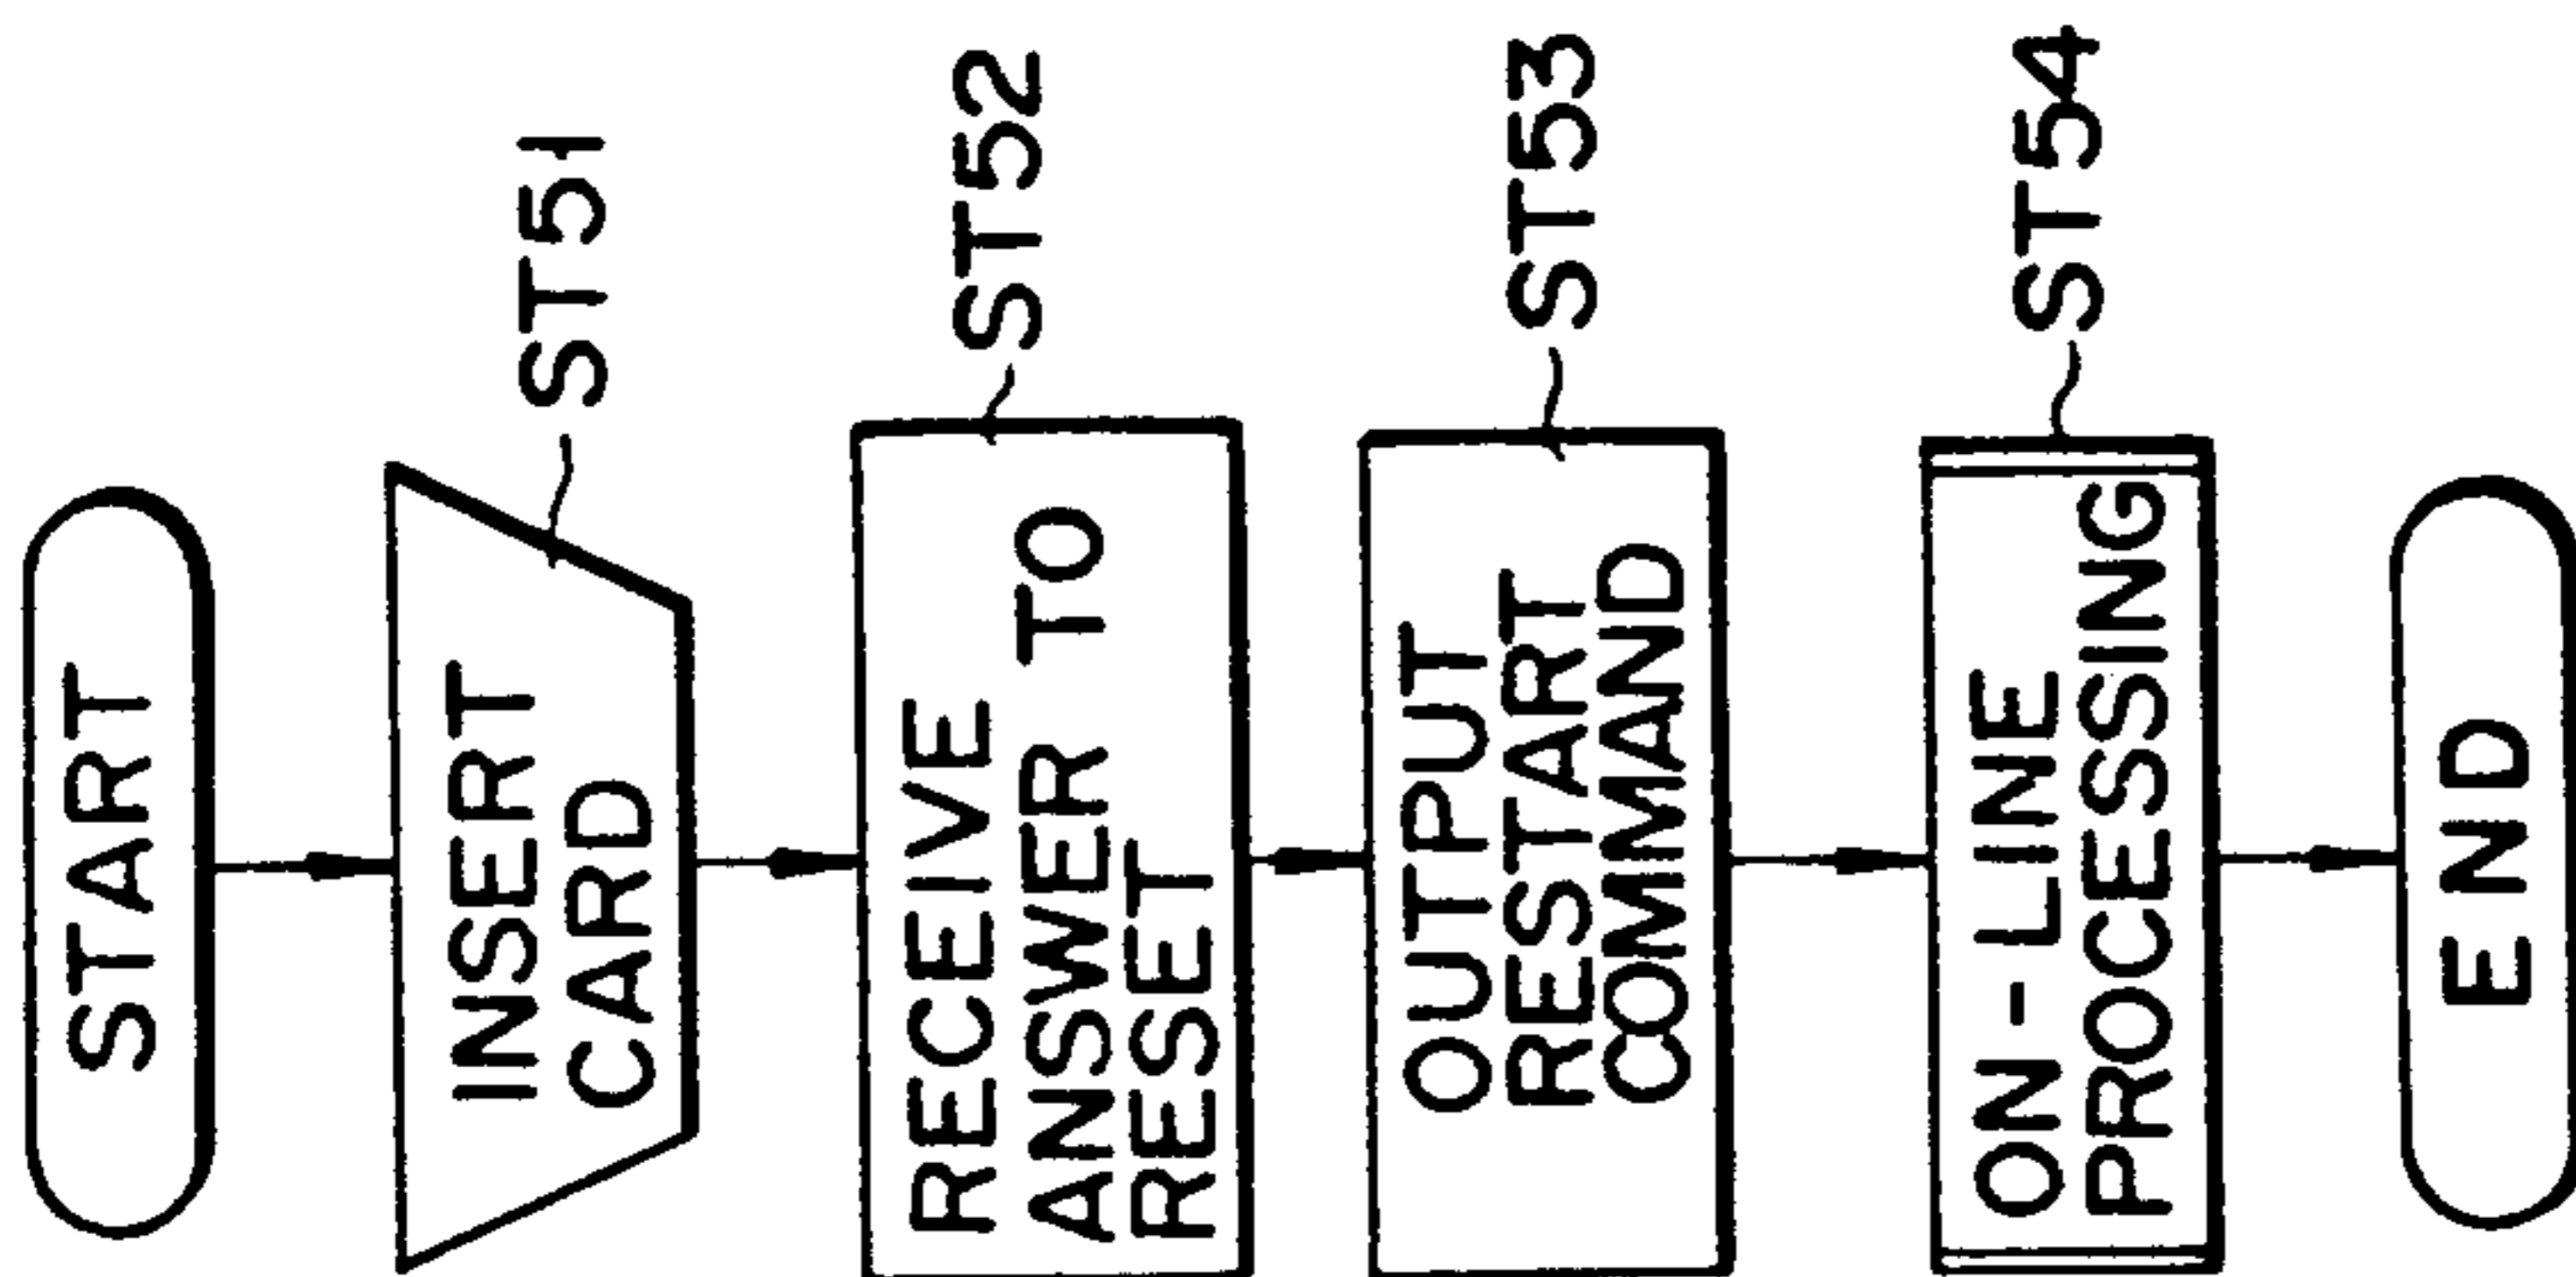 START
INSERT
CARD
ST51
RECEIVE
ANSWER TO
RESET
ST52
OUTPUT
RESTART
COMMAND
ST53
ON-LINE
PROCESSING
ST54
END